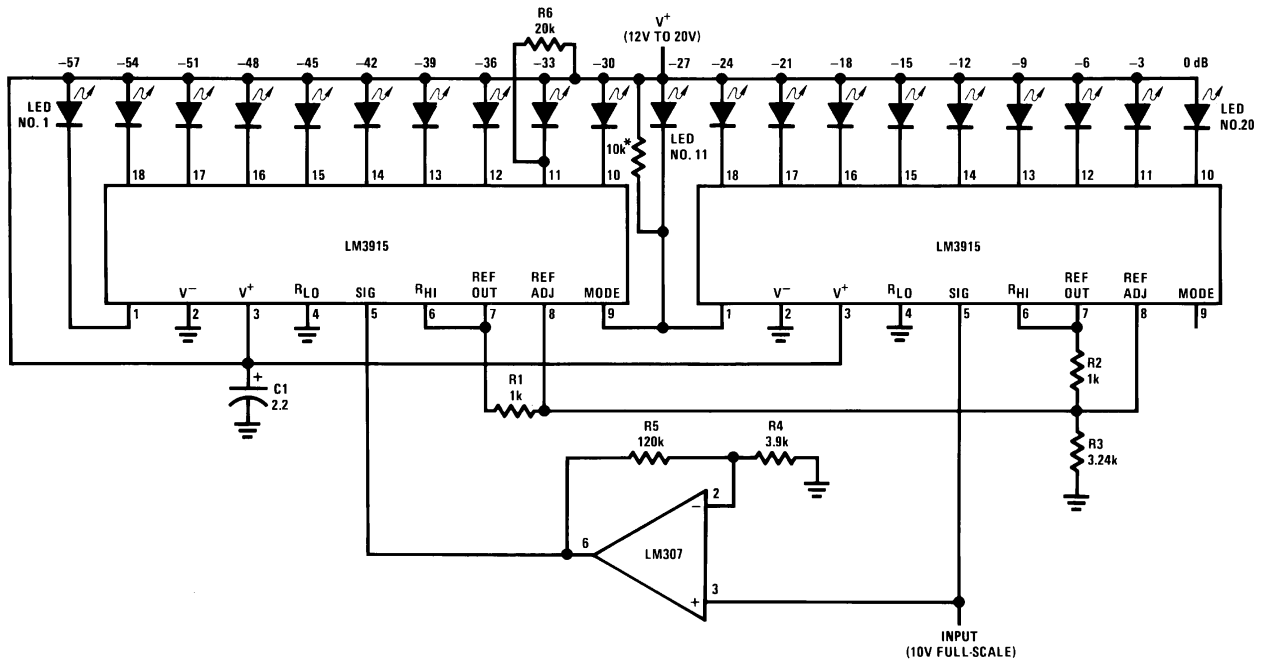 R6
20k
V+
(12V TO 20V)
−57 −54 −51 −48 −45 −42 −39 −36 −33 −30 −27 −24 −21 −18 −15 −12 −9 −6 −3 0 dB
LED
NO. 1
10k*
LED
NO. 11
LED
NO.20
18 17 16 15 14 13 12 11 10
18 17 16 15 14 13 12 11 10
LM3915
LM3915
V− V+ RLO SIG RHI REF OUT REF ADJ MODE
1 2 3 4 5 6 7 8 9
V− V+ RLO SIG RHI REF OUT REF ADJ MODE
1 2 3 4 5 6 7 8 9
+
C1
2.2
R1
1k
R2
1k
R3
3.24k
R5
120k
R4
3.9k
2
−
6
LM307
3
+
INPUT
(10V FULL-SCALE)